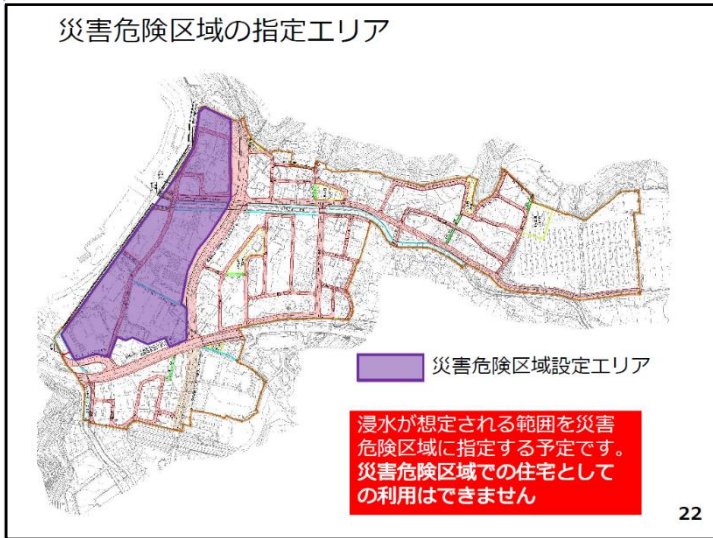 災害危険区域の指定エリア
災害危険区域設定エリア
浸水が想定される範囲を災害
危険区域に指定する予定です。
災害危険区域での住宅として
の利用はできません
22